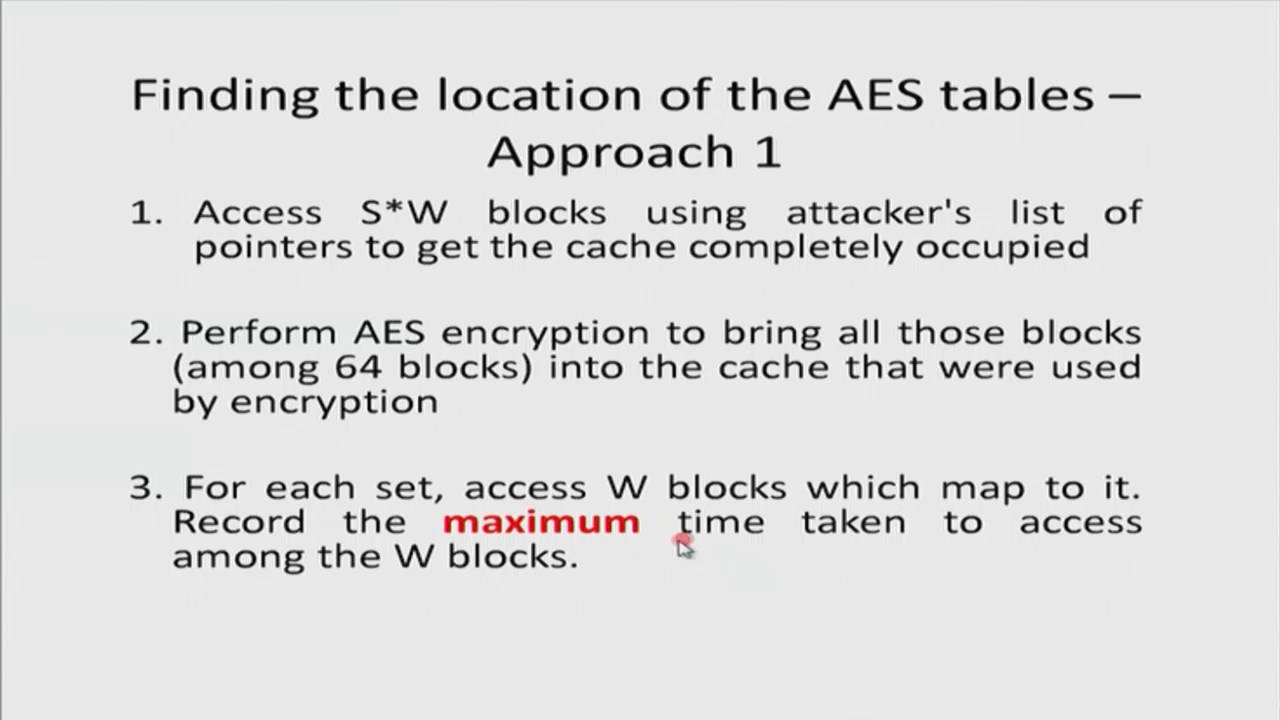 Finding the location of the AES tables –
Approach 1
1. Access S*W blocks using attacker's list of
pointers to get the cache completely occupied
2. Perform AES encryption to bring all those blocks
(among 64 blocks) into the cache that were used
by encryption
3. For each set, access W blocks which map to it.
Record the maximum time taken to access
among the W blocks.